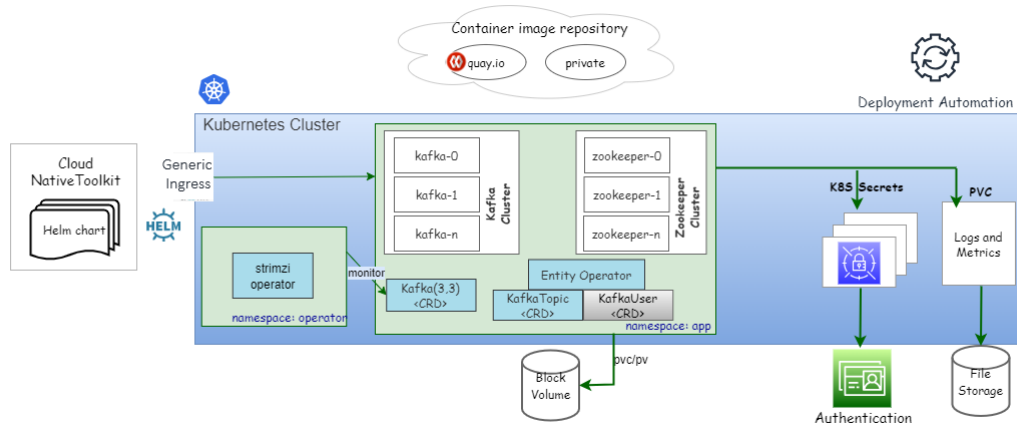 Container image repository
quay.io
private
Deployment Automation
Kubernetes Cluster
Cloud
NativeToolkit
Helm chart
HELM
Generic
Ingress
kafka-0
kafka-1
kafka-n
Kafka
Cluster
zookeeper-0
zookeeper-1
zookeeper-n
Zookeeper
Cluster
K8S Secrets
PVC
Logs and
Metrics
strimzi
operator
namespace: operator
monitor
Kafka(3,3)
<CRD>
Entity Operator
KafkaTopic
<CRD>
KafkaUser
<CRD>
namespace: app
pvc/pv
Block
Volume
Authentication
File
Storage